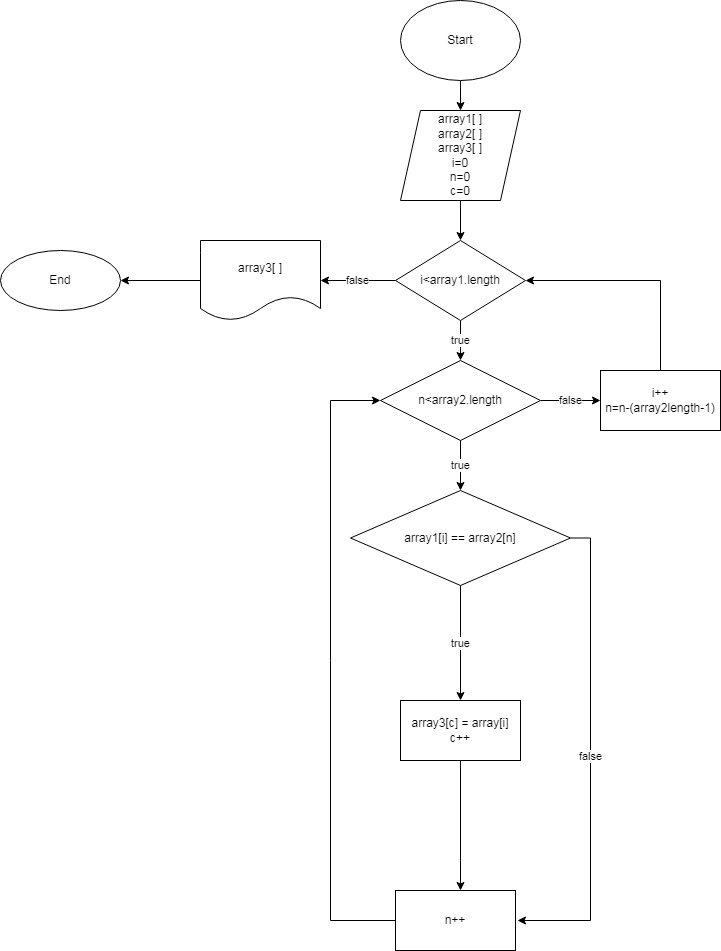 Start
array1[ ]
array2[ ]
array3[ ]
i=0
n=0
c=0
End
array3[ ]
false
i<array1.length
true
n<array2.length
false
i++
n=n-(array2length-1)
true
array1[i] == array2[n]
true
array3[c] = array[i]
c++
false
n++